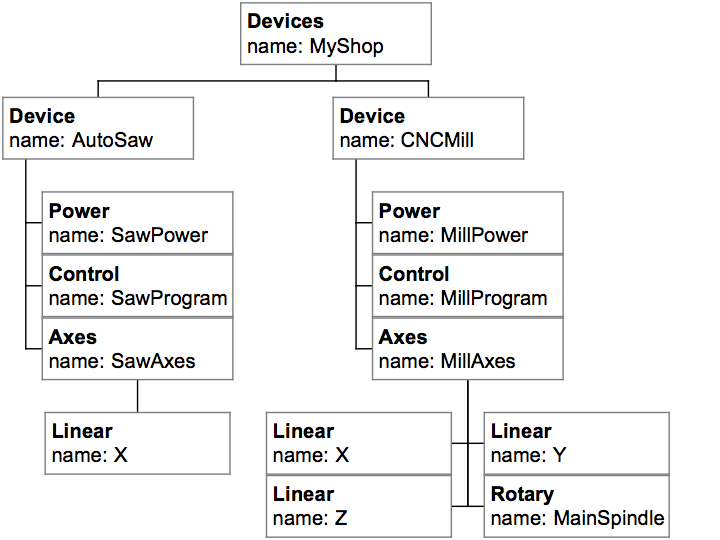 Devices
name: MyShop
Device
name: AutoSaw
Device
name: CNCMill
Power
name: SawPower
Control
name: SawProgram
Axes
name: SawAxes
Linear
name: X
Power
name: MillPower
Control
name: MillProgram
Axes
name: MillAxes
Linear
name: X
Linear
name: Y
Linear
name: Z
Rotary
name: MainSpindle